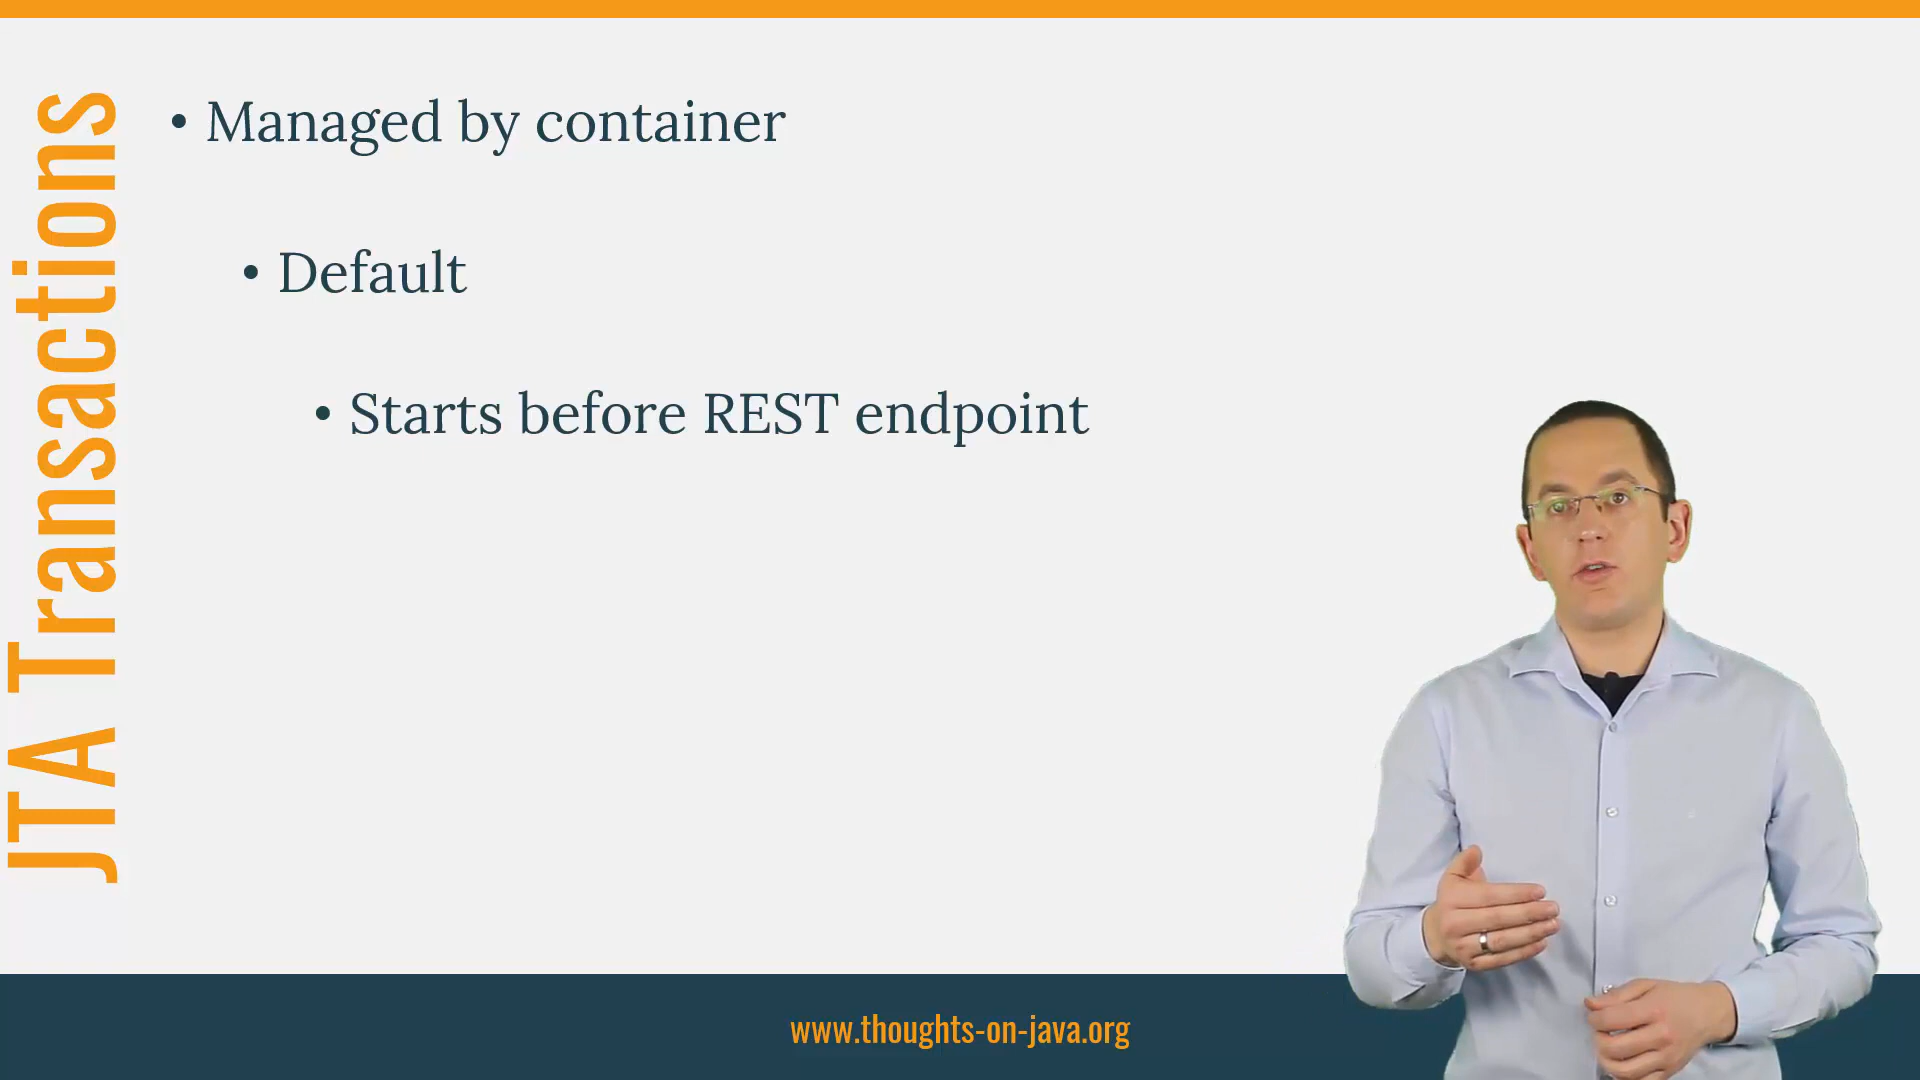 JTA Transactions
• Managed by container
• Default
• Starts before REST endpoint
www.thoughts-on-java.org